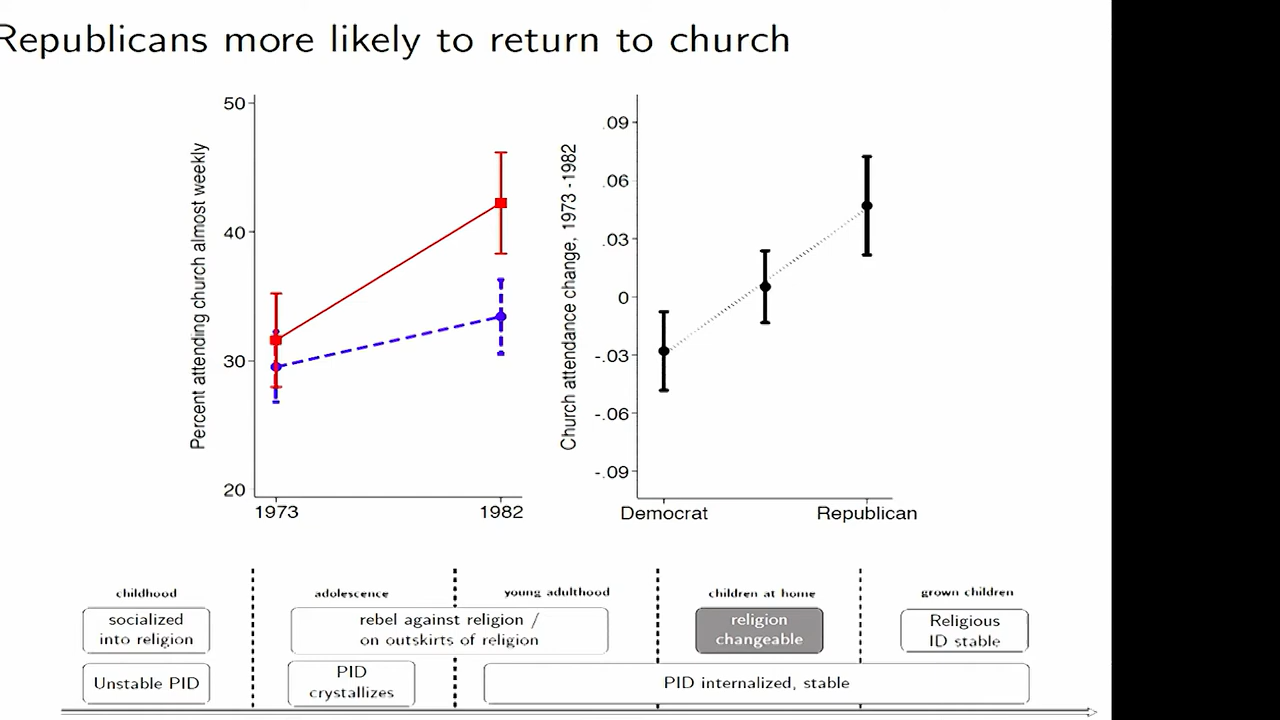 Republicans more likely to return to church
Percent attending church almost weekly
50
40
30
20
1973
1982
Church attendance change, 1973 -1982
.09
.06
.03
0
-.03
-.06
-.09
Democrat
Republican
childhood
adolescence
young adulthood
children at home
grown children
socialized
into religion
rebel against religion /
on outskirts of religion
religion
changeable
Religious
ID stable
Unstable PID
PID
crystallizes
PID internalized, stable